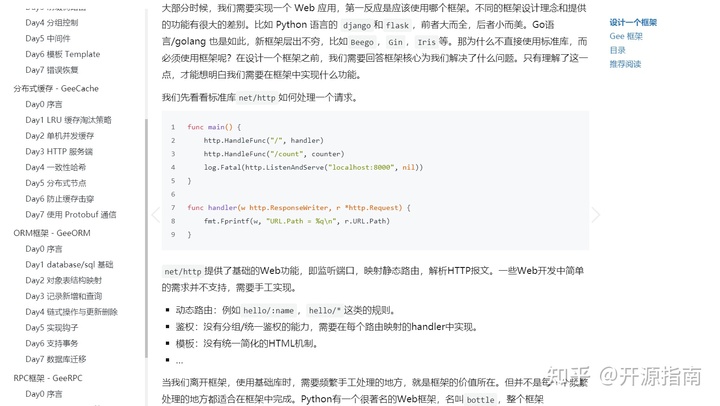 Day4 分组控制
Day5 中间件
Day6 模板 Template
Day7 错误恢复
分布式缓存 - GeeCache
Day0 序言
Day1 LRU 缓存淘汰策略
Day2 单机并发缓存
Day3 HTTP 服务端
Day4 一致性哈希
Day5 分布式节点
Day6 防止缓存击穿
Day7 使用 Protobuf 通信
ORM框架 - GeeORM
Day0 序言
Day1 database/sql 基础
Day2 对象表结构映射
Day3 记录新增和查询
Day4 链式操作与更新删除
Day5 实现钩子
Day6 支持事务
Day7 数据库迁移
RPC框架 - GeeRPC
Day0 序言
大部分时候，我们需要实现一个 Web 应用，第一反应是应该使用哪个框架。不同的框架设计理念和提供
的功能有很大的差别。比如 Python 语言的 django 和 flask，前者大而全，后者小而美。Go语
言/golang 也是如此，新框架层出不穷，比如 Beego，Gin，Iris 等。那为什么不直接使用标准库，而
必须使用框架呢？在设计一个框架之前，我们需要回答框架核心为我们解决了什么问题。只有理解了这一
点，才能想明白我们需要在框架中实现什么功能。
我们先看看标准库 net/http 如何处理一个请求。
1 func main() {
2 http.HandleFunc("/", handler)
3 http.HandleFunc("/count", counter)
4 log.Fatal(http.ListenAndServe("localhost:8000", nil))
5 }
6
7 func handler(w http.ResponseWriter, r *http.Request) {
8 fmt.Fprintf(w, "URL.Path = %q\n", r.URL.Path)
9 }
net/http 提供了基础的Web功能，即监听端口，映射静态路由，解析HTTP报文。一些Web开发中简单
的需求并不支持，需要手工实现。
动态路由：例如 hello/:name，hello/* 这类的规则。
鉴权：没有分组/统一鉴权的能力，需要在每个路由映射的handler中实现。
模板：没有统一简化的HTML机制。
...
当我们离开框架，使用基础库时，需要频繁手工处理的地方，就是框架的价值所在。但并不是每一个频繁
处理的地方都适合在框架中完成。Python有一个很著名的Web框架，名叫 bottle，整个框架
设计一个框架
Gee 框架
目录
推荐阅读
知乎 @开源指南